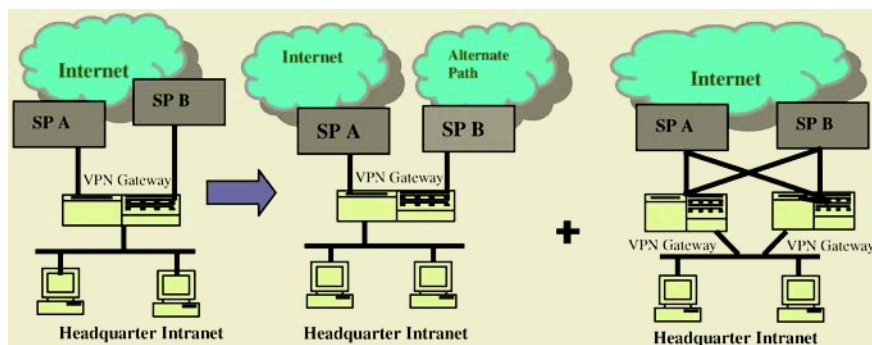 Internet
SP A
SP B
VPN Gateway
Headquarter Intranet
Internet
Alternate
Path
SP A
SP B
VPN Gateway
Headquarter Intranet
+
Internet
SP A
SP B
VPN Gateway
VPN Gateway
Headquarter Intranet